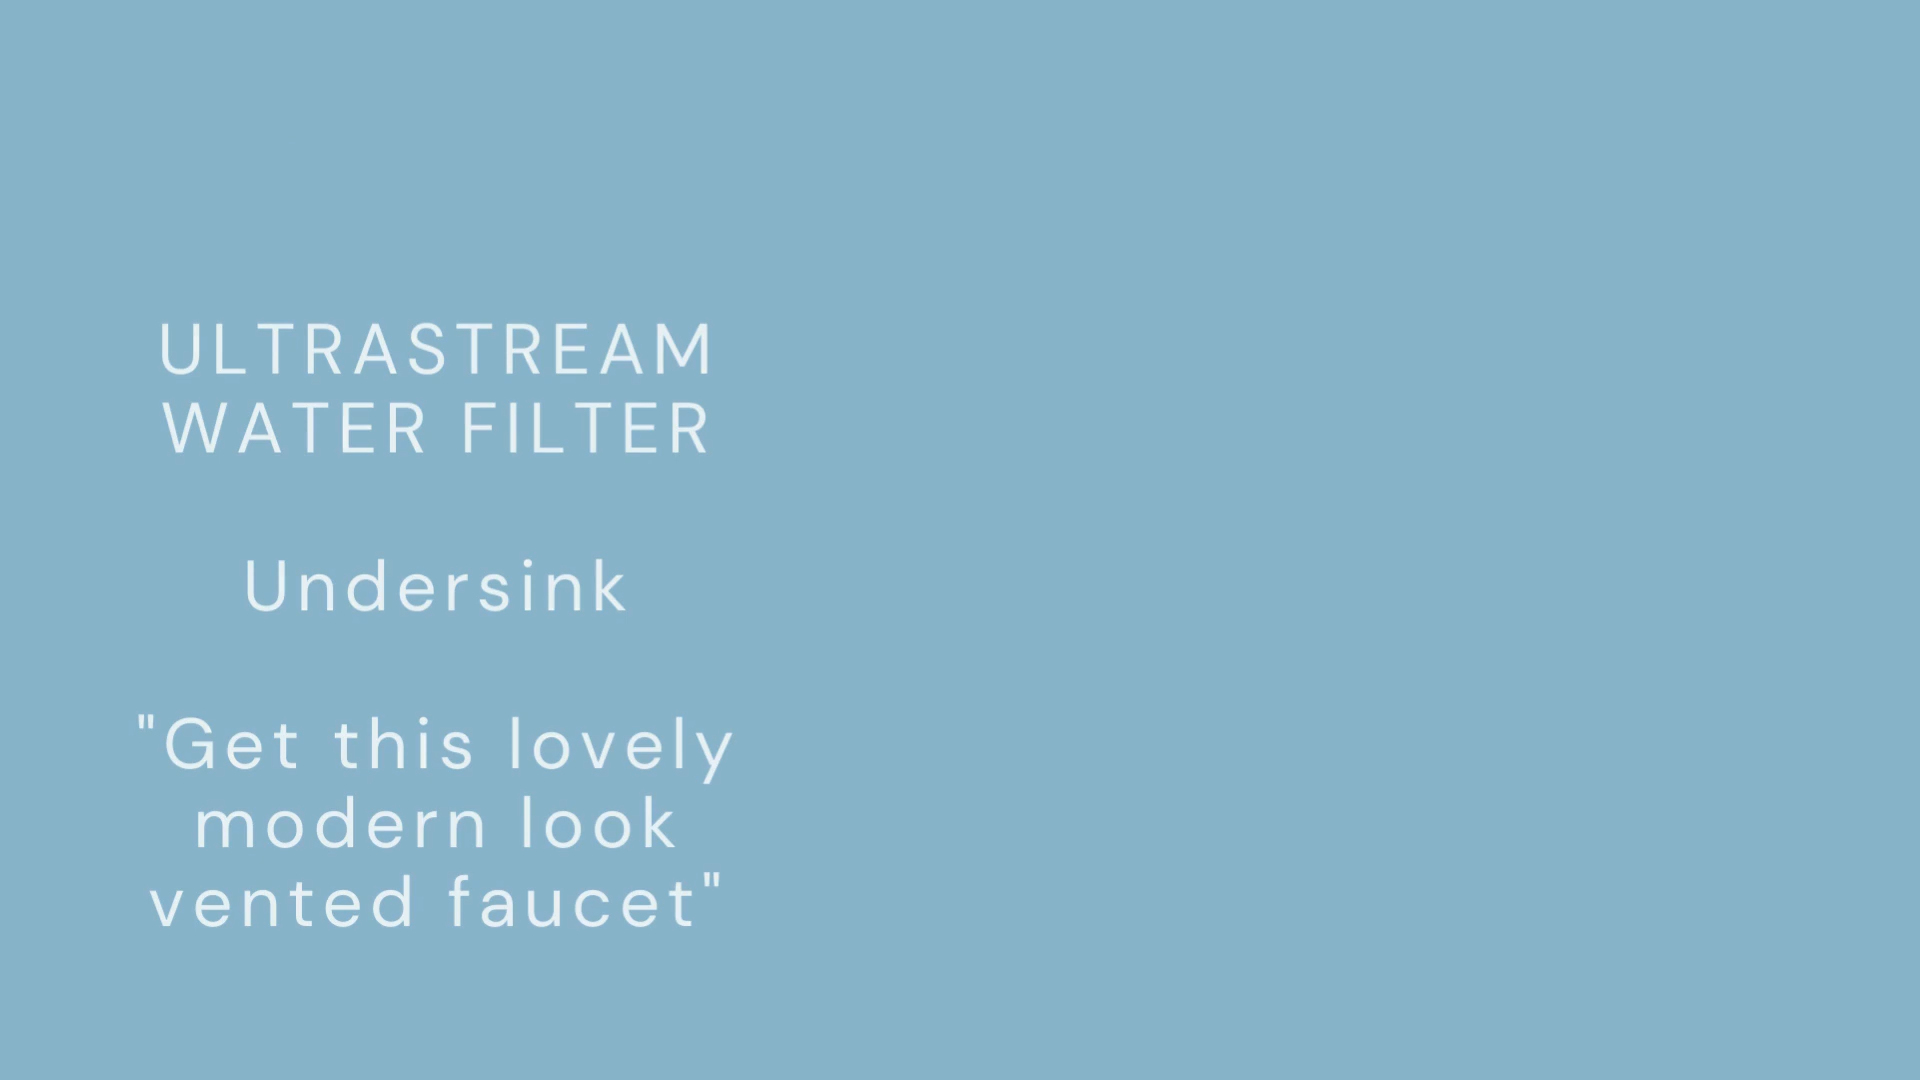 ULTRASTREAM
WATER FILTER
Undersink
"Get this lovely
modern look
vented faucet"